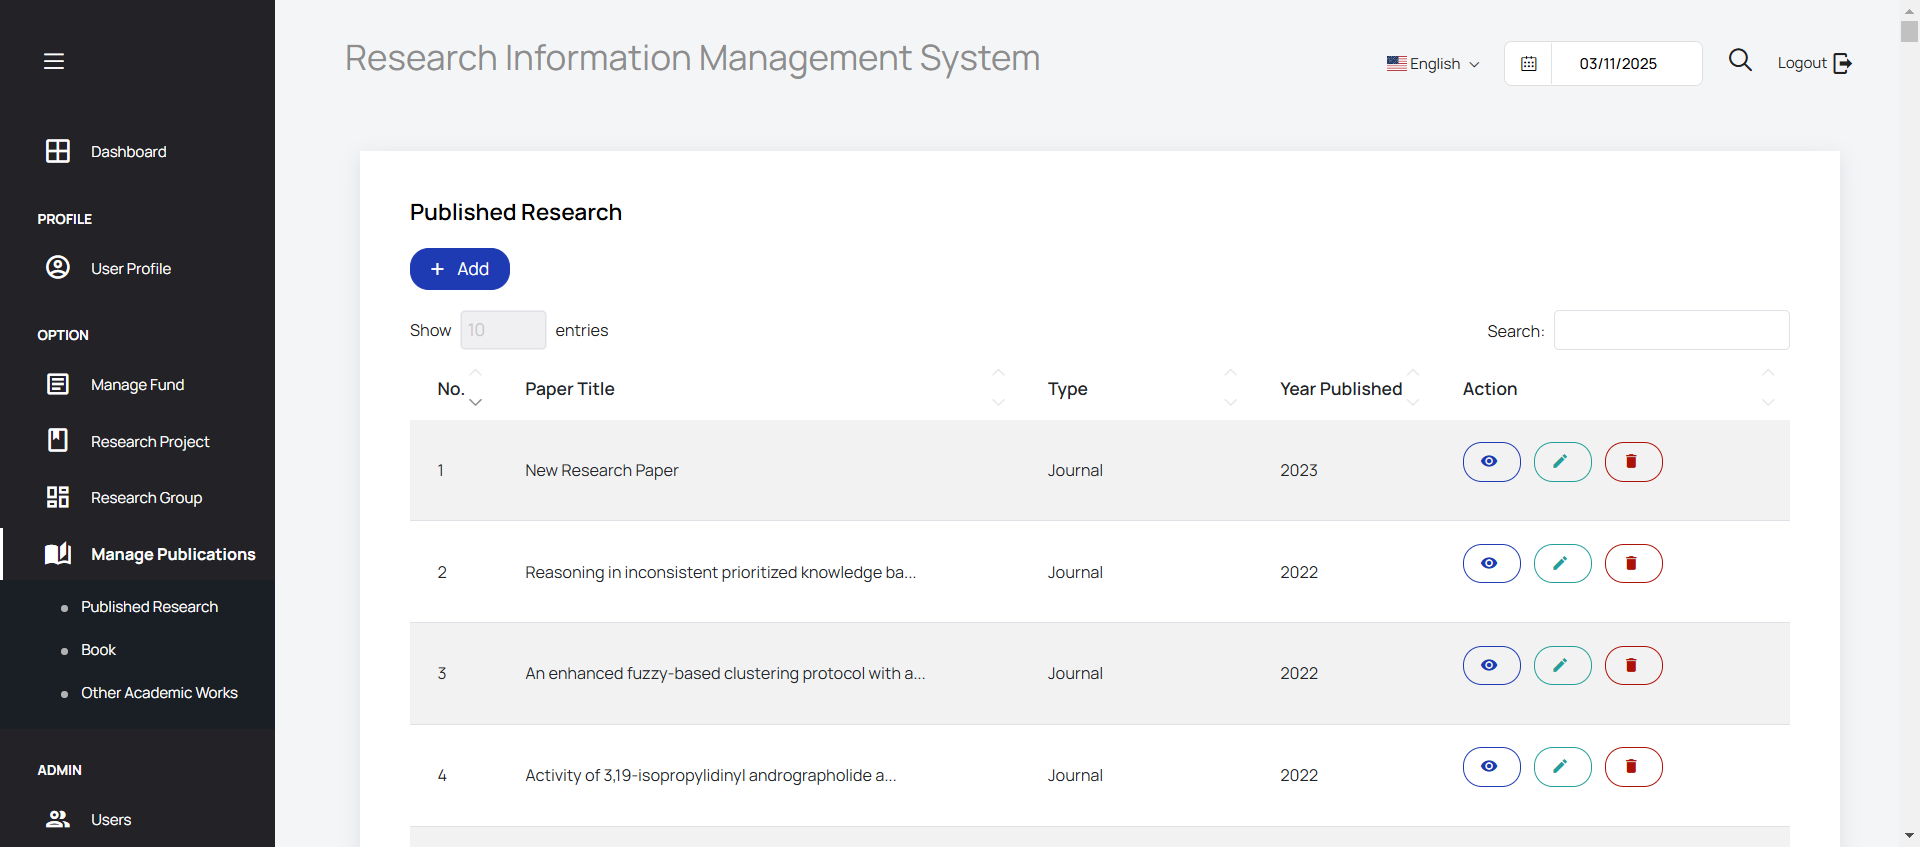 Research Information Management System
English
03/11/2025
Logout
Dashboard
PROFILE
User Profile
OPTION
Manage Fund
Research Project
Research Group
Manage Publications
Published Research
Book
Other Academic Works
ADMIN
Users
Published Research
+ Add
Show 10 entries
Search:
No. Paper Title Type Year Published Action
1 New Research Paper Journal 2023
2 Reasoning in inconsistent prioritized knowledge ba... Journal 2022
3 An enhanced fuzzy-based clustering protocol with a... Journal 2022
4 Activity of 3,19-isopropylidinyl andrographolide a... Journal 2022